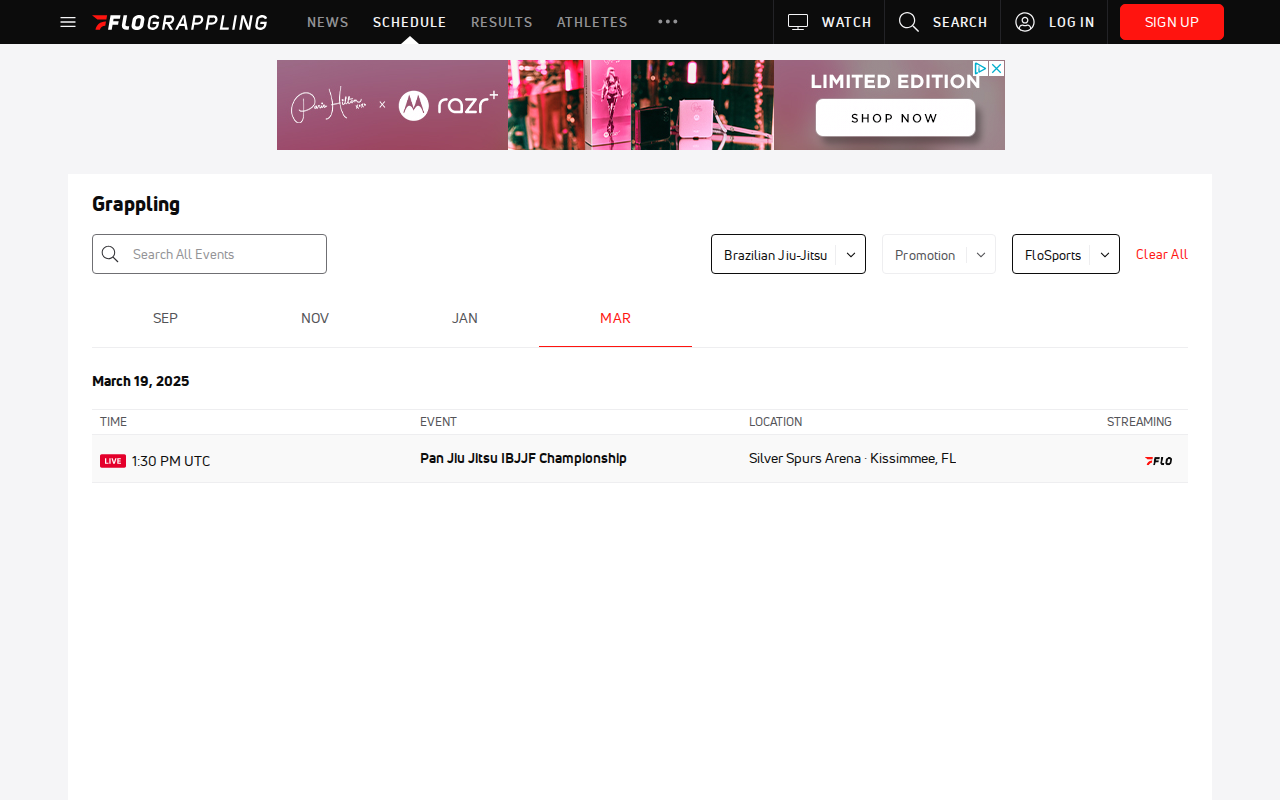 FLOGRAPPLING NEWS SCHEDULE RESULTS ATHLETES ••• WATCH SEARCH LOG IN SIGN UP
Paris Hilton x razr+ LIMITED EDITION
SHOP NOW
Grappling
Search All Events Brazilian Jiu-Jitsu Promotion FloSports Clear All
SEP NOV JAN MAR
March 19, 2025
TIME EVENT LOCATION STREAMING
LIVE 1:30 PM UTC Pan Jiu Jitsu IBJJF Championship Silver Spurs Arena · Kissimmee, FL FLO